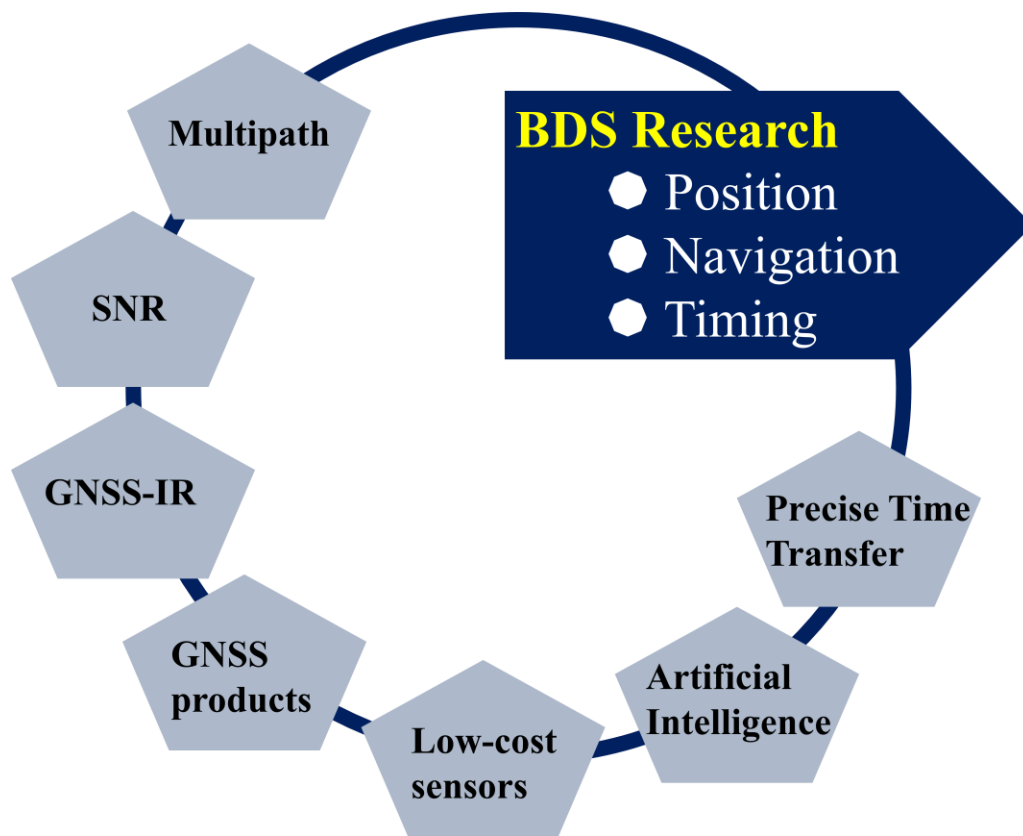 BDS Research
Position
Navigation
Timing
Multipath
SNR
GNSS-IR
GNSS
products
Low-cost
sensors
Artificial
Intelligence
Precise Time
Transfer